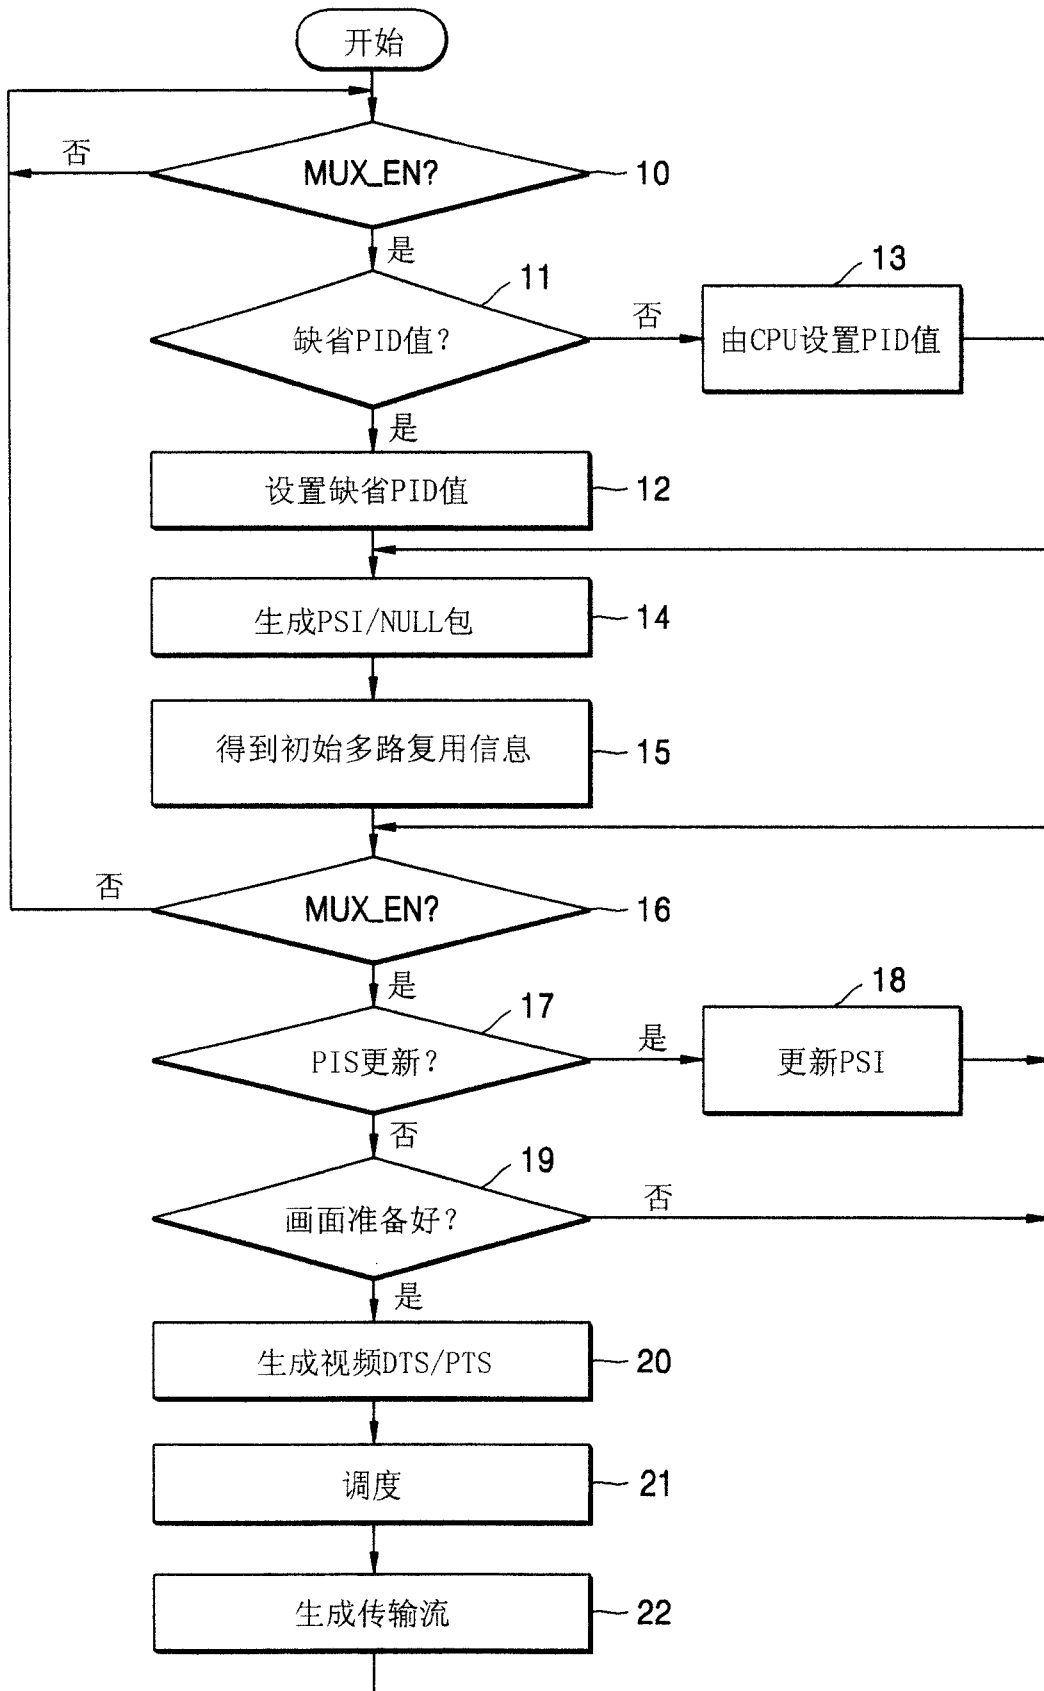 开始
否
MUX_EN?
10
是
11
13
缺省PID值?
否
由CPU设置PID值
是
设置缺省PID值
12
生成PSI/NULL包
14
得到初始多路复用信息
15
否
MUX_EN?
16
是
17
18
PIS更新?
是
更新PSI
否
19
画面准备好?
否
是
生成视频DTS/PTS
20
调度
21
生成传输流
22